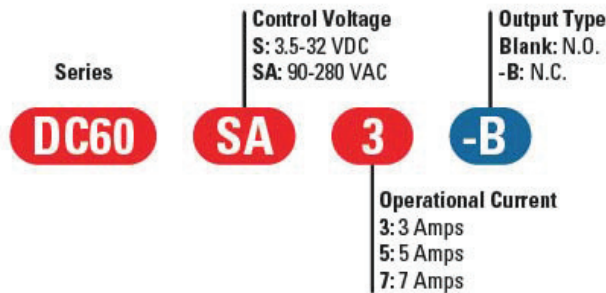 Control Voltage
S: 3.5-32 VDC
SA: 90-280 VAC
Output Type
Blank: N.O.
-B: N.C.
Series
DC60
SA
3
-B
Operational Current
3: 3 Amps
5: 5 Amps
7: 7 Amps